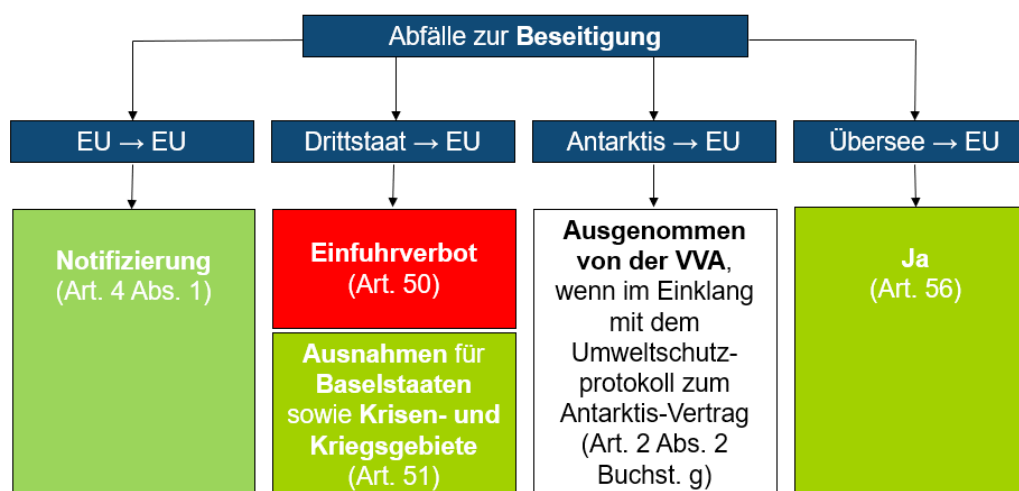 Abfälle zur Beseitigung
EU → EU
Drittstaat → EU
Antarktis → EU
Übersee → EU
Notifizierung
(Art. 4 Abs. 1)
Einfuhrverbot
(Art. 50)
Ausnahmen für
Baselstaaten
sowie Krisen- und
Kriegsgebiete
(Art. 51)
Ausgenommen
von der VVA,
wenn im Einklang
mit dem
Umweltschutz-
protokoll zum
Antarktis-Vertrag
(Art. 2 Abs. 2
Buchst. g)
Ja
(Art. 56)